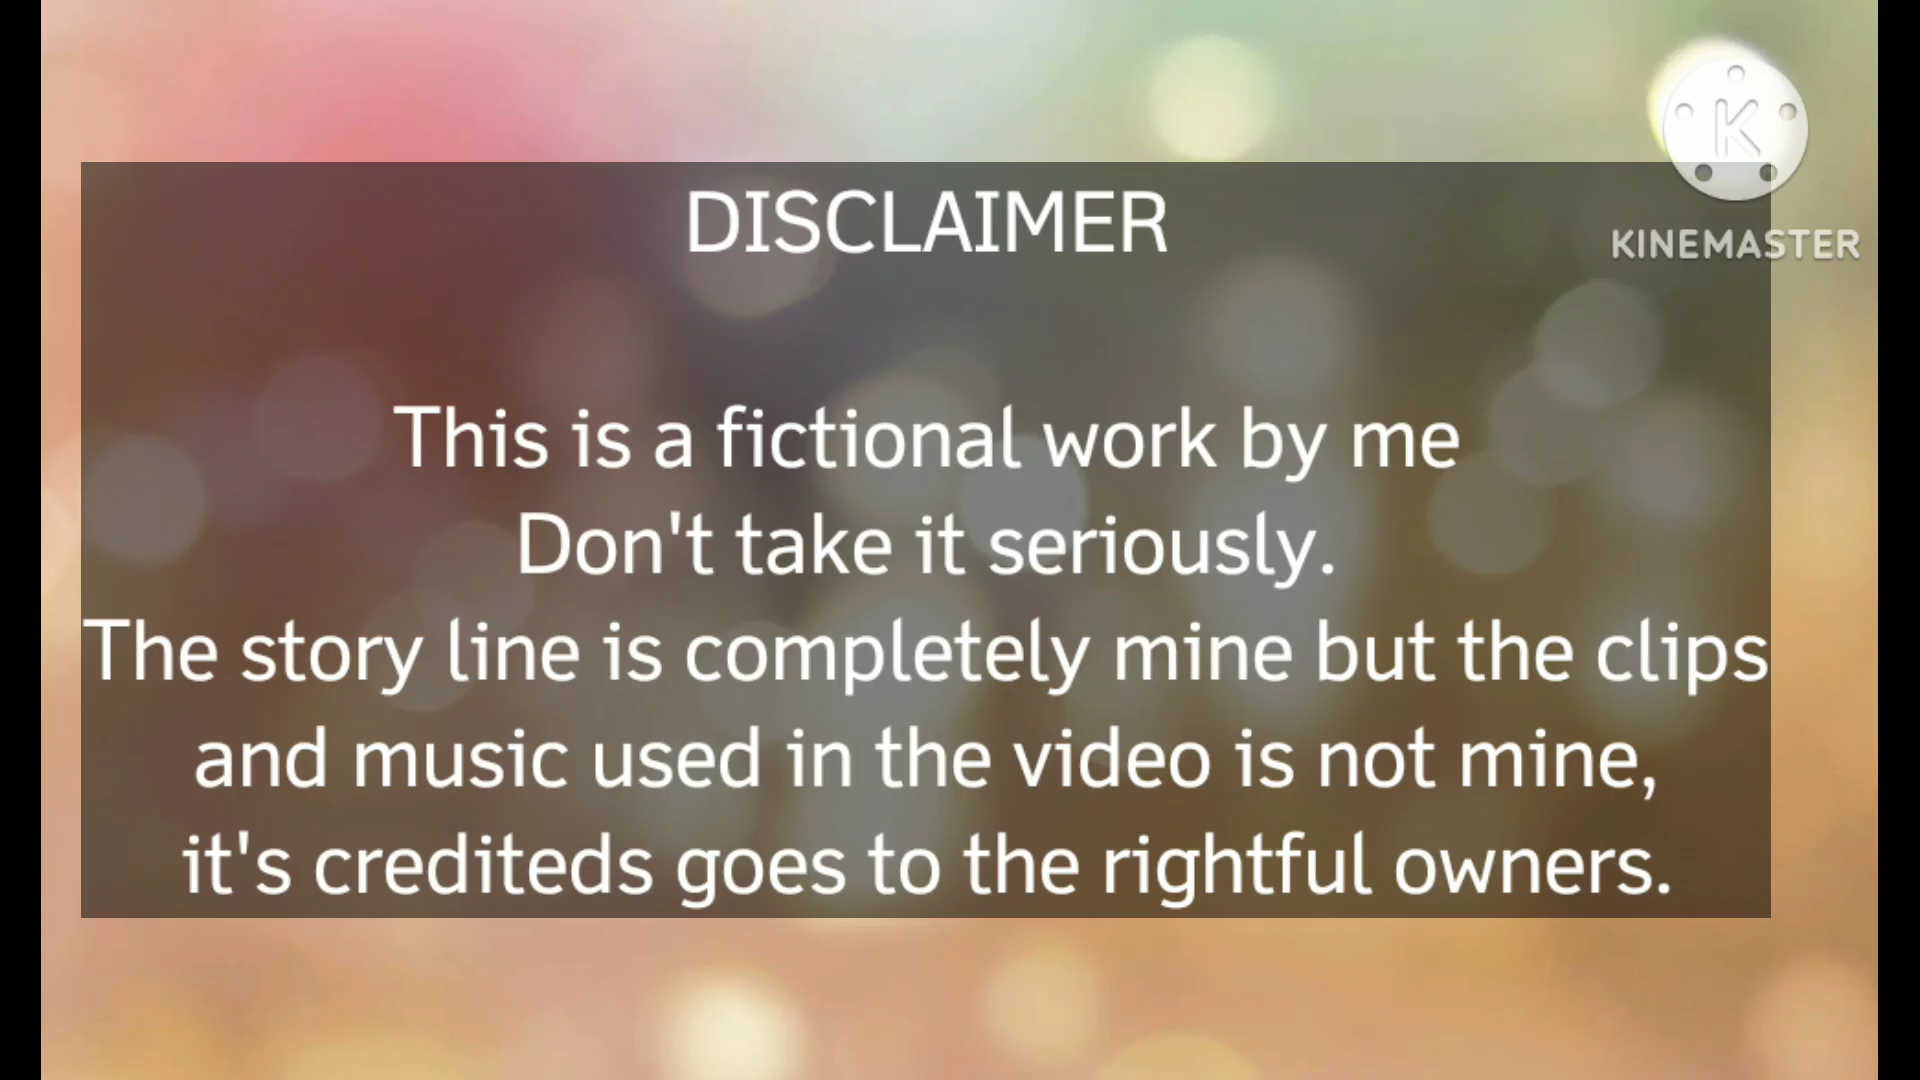 DISCLAIMER
K
KINEMASTER
This is a fictional work by me
Don't take it seriously.
The story line is completely mine but the clips
and music used in the video is not mine,
it's crediteds goes to the rightful owners.